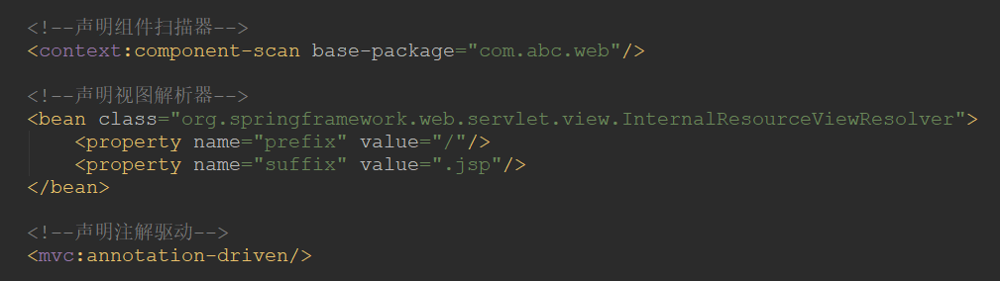 <!--声明组件扫描器-->
<context:component-scan base-package="com.abc.web"/>
<!--声明视图解析器-->
<bean class="org.springframework.web.servlet.view.InternalResourceViewResolver">
    <property name="prefix" value="/"/>
    <property name="suffix" value=".jsp"/>
</bean>
<!--声明注解驱动-->
<mvc:annotation-driven/>